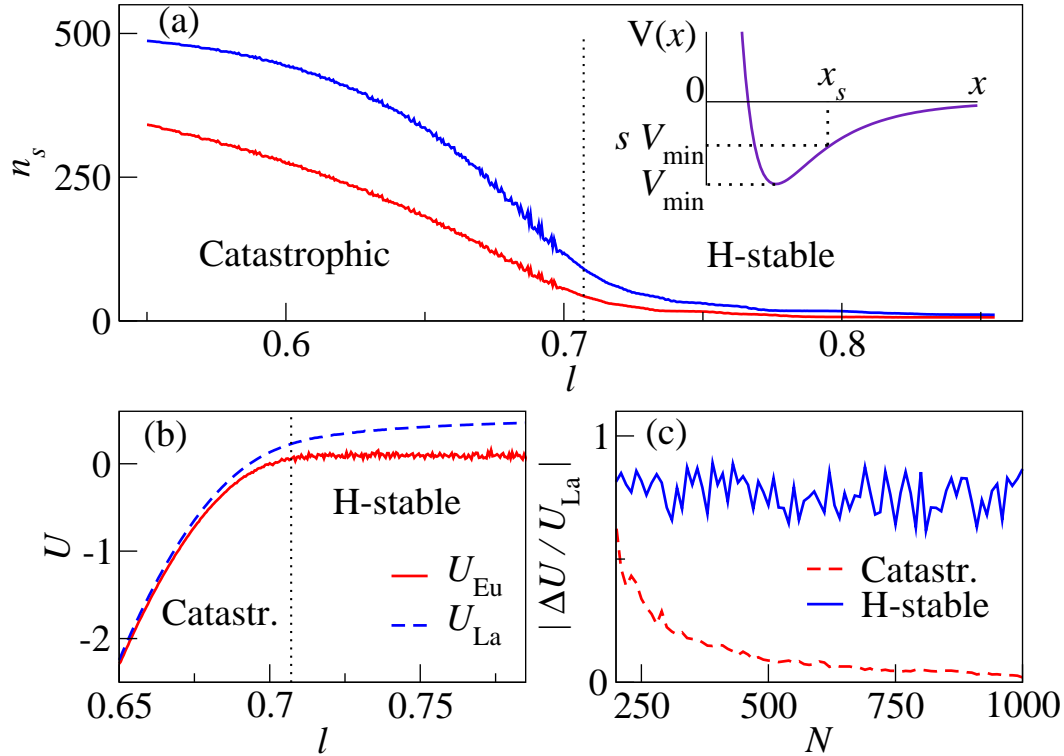 (a)
500
250
0
n_s
0.6
0.7
0.8
l
Catastrophic
H-stable
V(x)
0
x_s
x
s V_min
V_min
(b)
0
-1
-2
U
0.65
0.7
0.75
l
H-stable
Catastr.
U_Eu
U_La
(c)
1
0
| ΔU / U_La |
250
500
750
1000
N
Catastr.
H-stable